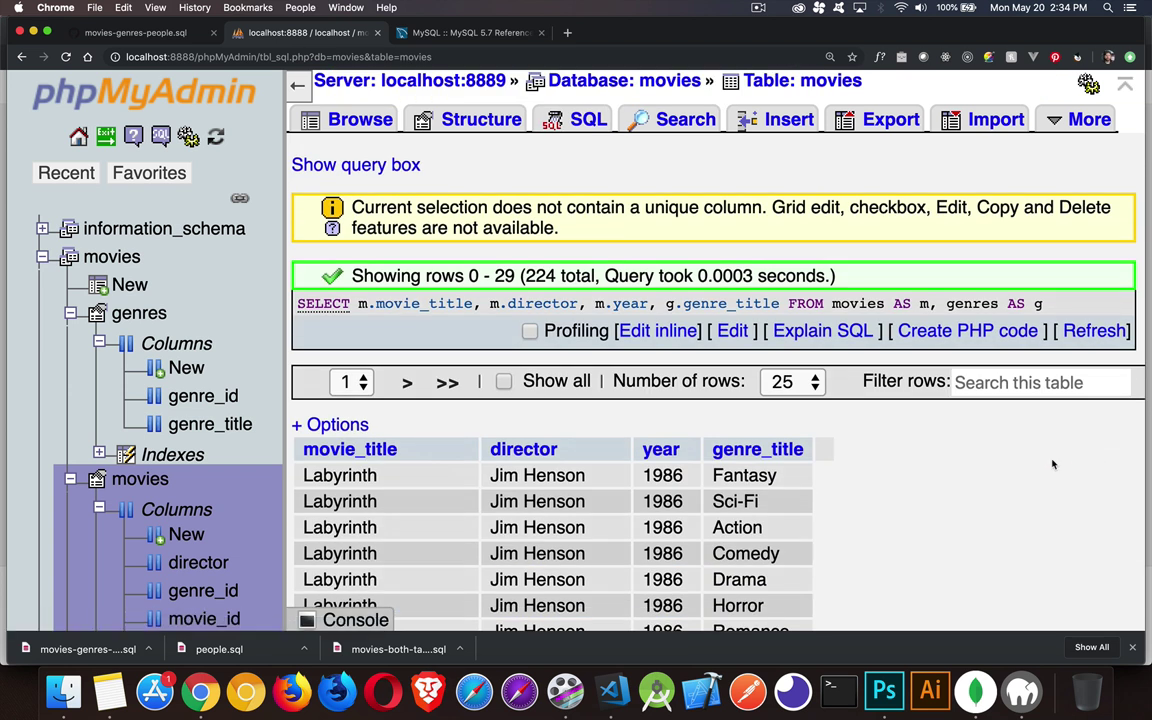 Chrome File Edit View History Bookmarks People Window Help 100% Mon May 20 2:34 PM
movies-genres-people.sql × localhost:8888 / localhost / mo × MySQL :: MySQL 5.7 Referenc × +
localhost:8888/phpMyAdmin/tbl_sql.php?db=movies&table=movies
phpMyAdmin
Recent Favorites
information_schema
movies
New
genres
Columns
New
genre_id
genre_title
Indexes
movies
Columns
New
director
genre_id
movie_id
Server: localhost:8889 » Database: movies » Table: movies
Browse Structure SQL Search Insert Export Import More
Show query box
Current selection does not contain a unique column. Grid edit, checkbox, Edit, Copy and Delete
features are not available.
Showing rows 0 - 29 (224 total, Query took 0.0003 seconds.)
SELECT m.movie_title, m.director, m.year, g.genre_title FROM movies AS m, genres AS g
Profiling [Edit inline] [ Edit ] [ Explain SQL ] [ Create PHP code ] [ Refresh]
1 > >> | Show all | Number of rows: 25 Filter rows: Search this table
+ Options
movie_title director year genre_title
Labyrinth Jim Henson 1986 Fantasy
Labyrinth Jim Henson 1986 Sci-Fi
Labyrinth Jim Henson 1986 Action
Labyrinth Jim Henson 1986 Comedy
Labyrinth Jim Henson 1986 Drama
Labyrinth Jim Henson 1986 Horror
Console
movies-genres-....sql people.sql movies-both-ta....sql Show All
Ps Ai